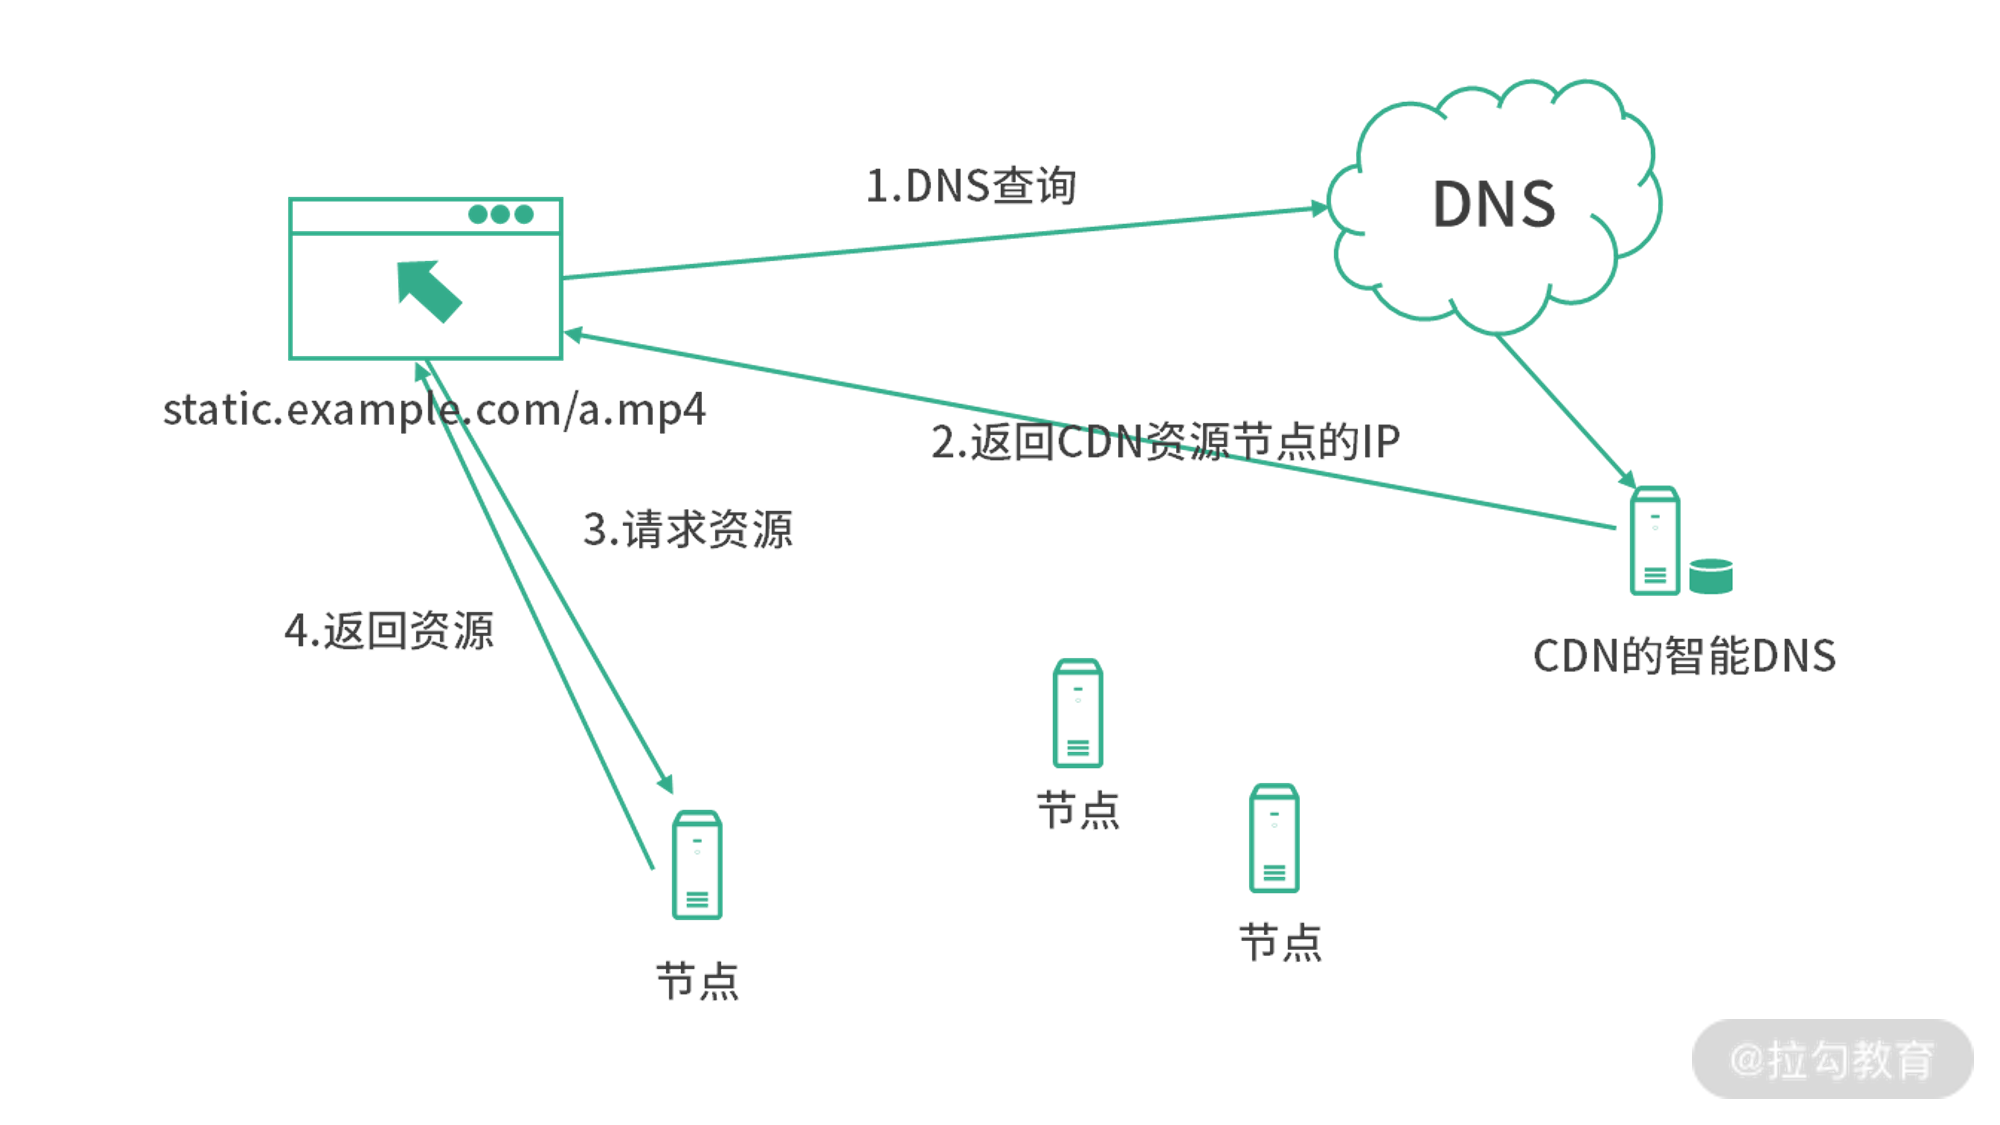 1.DNS查询
DNS
static.example.com/a.mp4
2.返回CDN资源节点的IP
3.请求资源
4.返回资源
CDN的智能DNS
节点
节点
节点
@拉勾教育